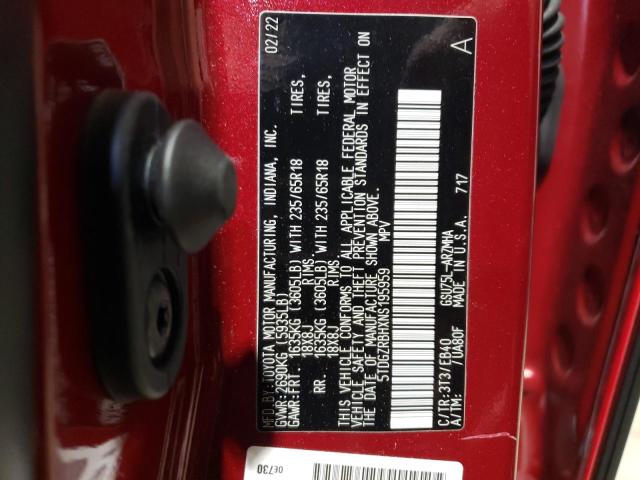 MFD.BY:TOYOTA MOTOR MANUFACTURING, INDIANA, INC. 02/22
GVWR:2690KG (5935LB)
GAWR:FRT. 1635KG (3605LB) WITH 235/65R18 TIRES,
18X8J RIMS.
RR. 1635KG (3605LB) WITH 235/65R18 TIRES,
18X8J RIMS.
THIS VEHICLE CONFORMS TO ALL APPLICABLE FEDERAL MOTOR
VEHICLE SAFETY AND THEFT PREVENTION STANDARDS IN EFFECT ON
THE DATE OF MANUFACTURE SHOWN ABOVE.
5TDGZRBHXNS195959 MPV
C/TR:3T3/EB40 GSU75L-ARZMHA
A/TM: /UA80F MADE IN U.S.A. 717
A
0E730